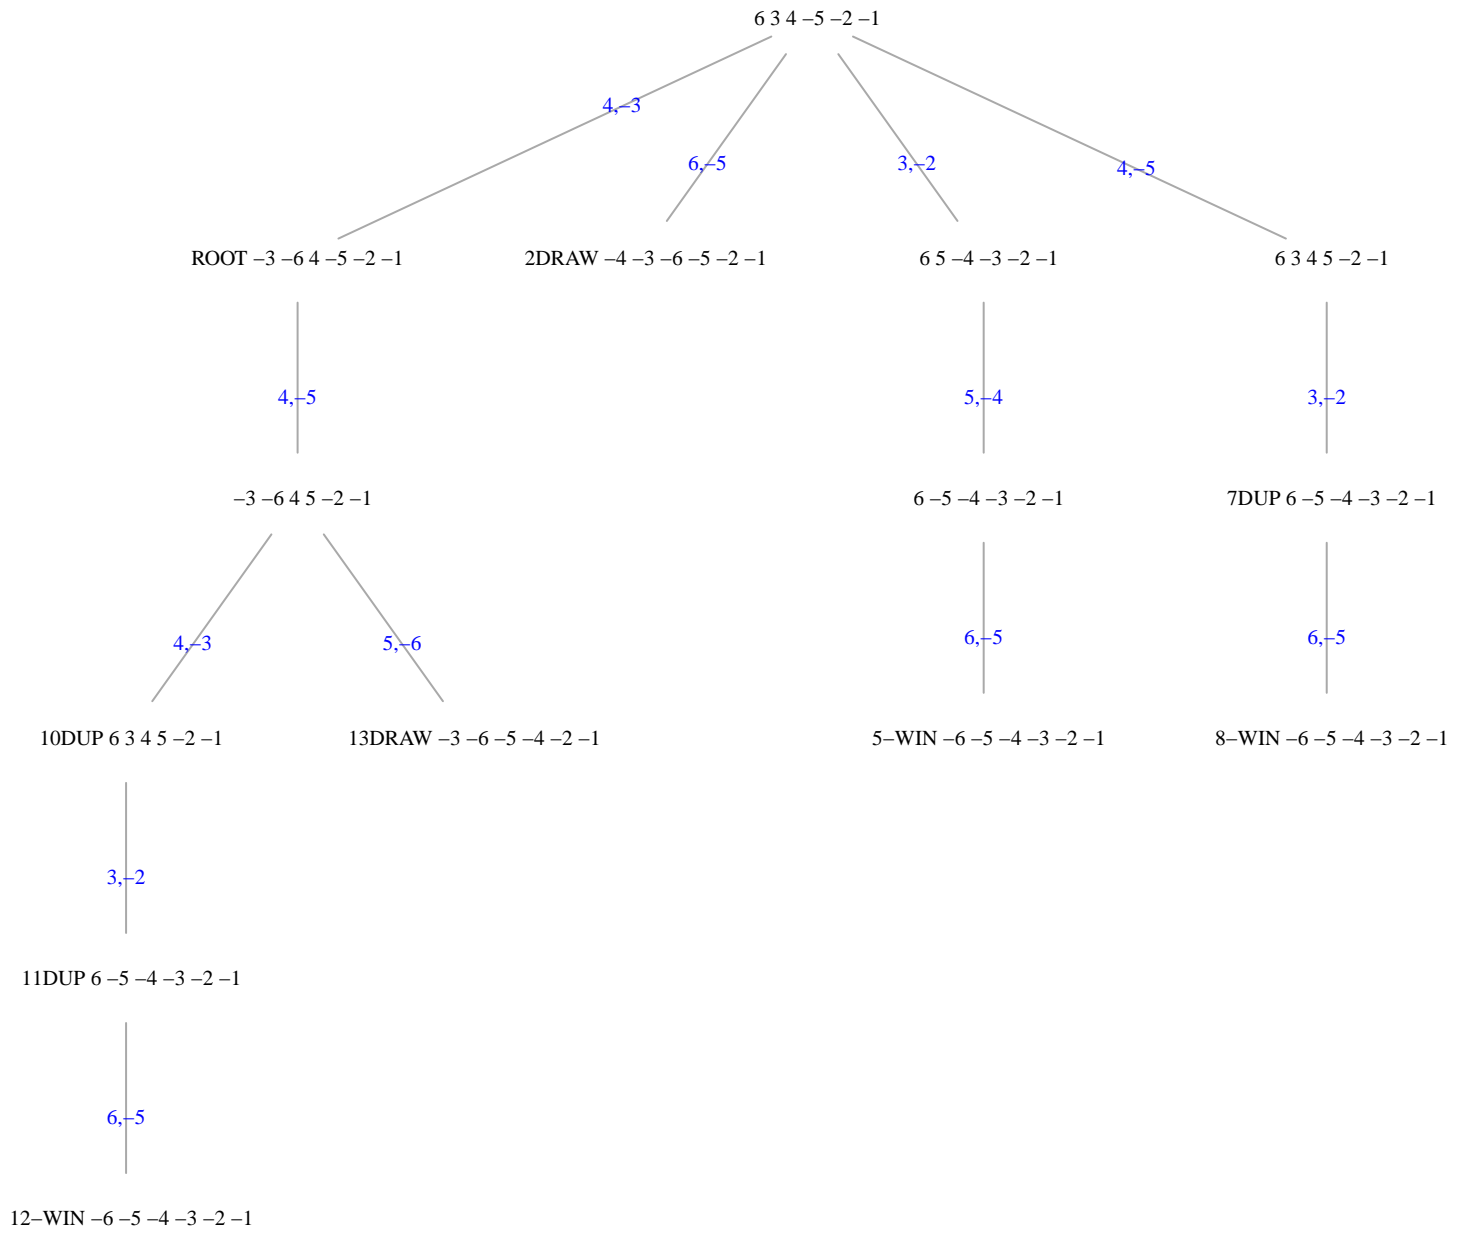 6 3 4 –5 –2 –1
4,–3
6,–5
3,–2
4,–5
ROOT –3 –6 4 –5 –2 –1
2DRAW –4 –3 –6 –5 –2 –1
6 5 –4 –3 –2 –1
6 3 4 5 –2 –1
4,–5
5,–4
3,–2
–3 –6 4 5 –2 –1
6 –5 –4 –3 –2 –1
7DUP 6 –5 –4 –3 –2 –1
4,–3
5,–6
6,–5
6,–5
10DUP 6 3 4 5 –2 –1
13DRAW –3 –6 –5 –4 –2 –1
5–WIN –6 –5 –4 –3 –2 –1
8–WIN –6 –5 –4 –3 –2 –1
3,–2
11DUP 6 –5 –4 –3 –2 –1
6,–5
12–WIN –6 –5 –4 –3 –2 –1